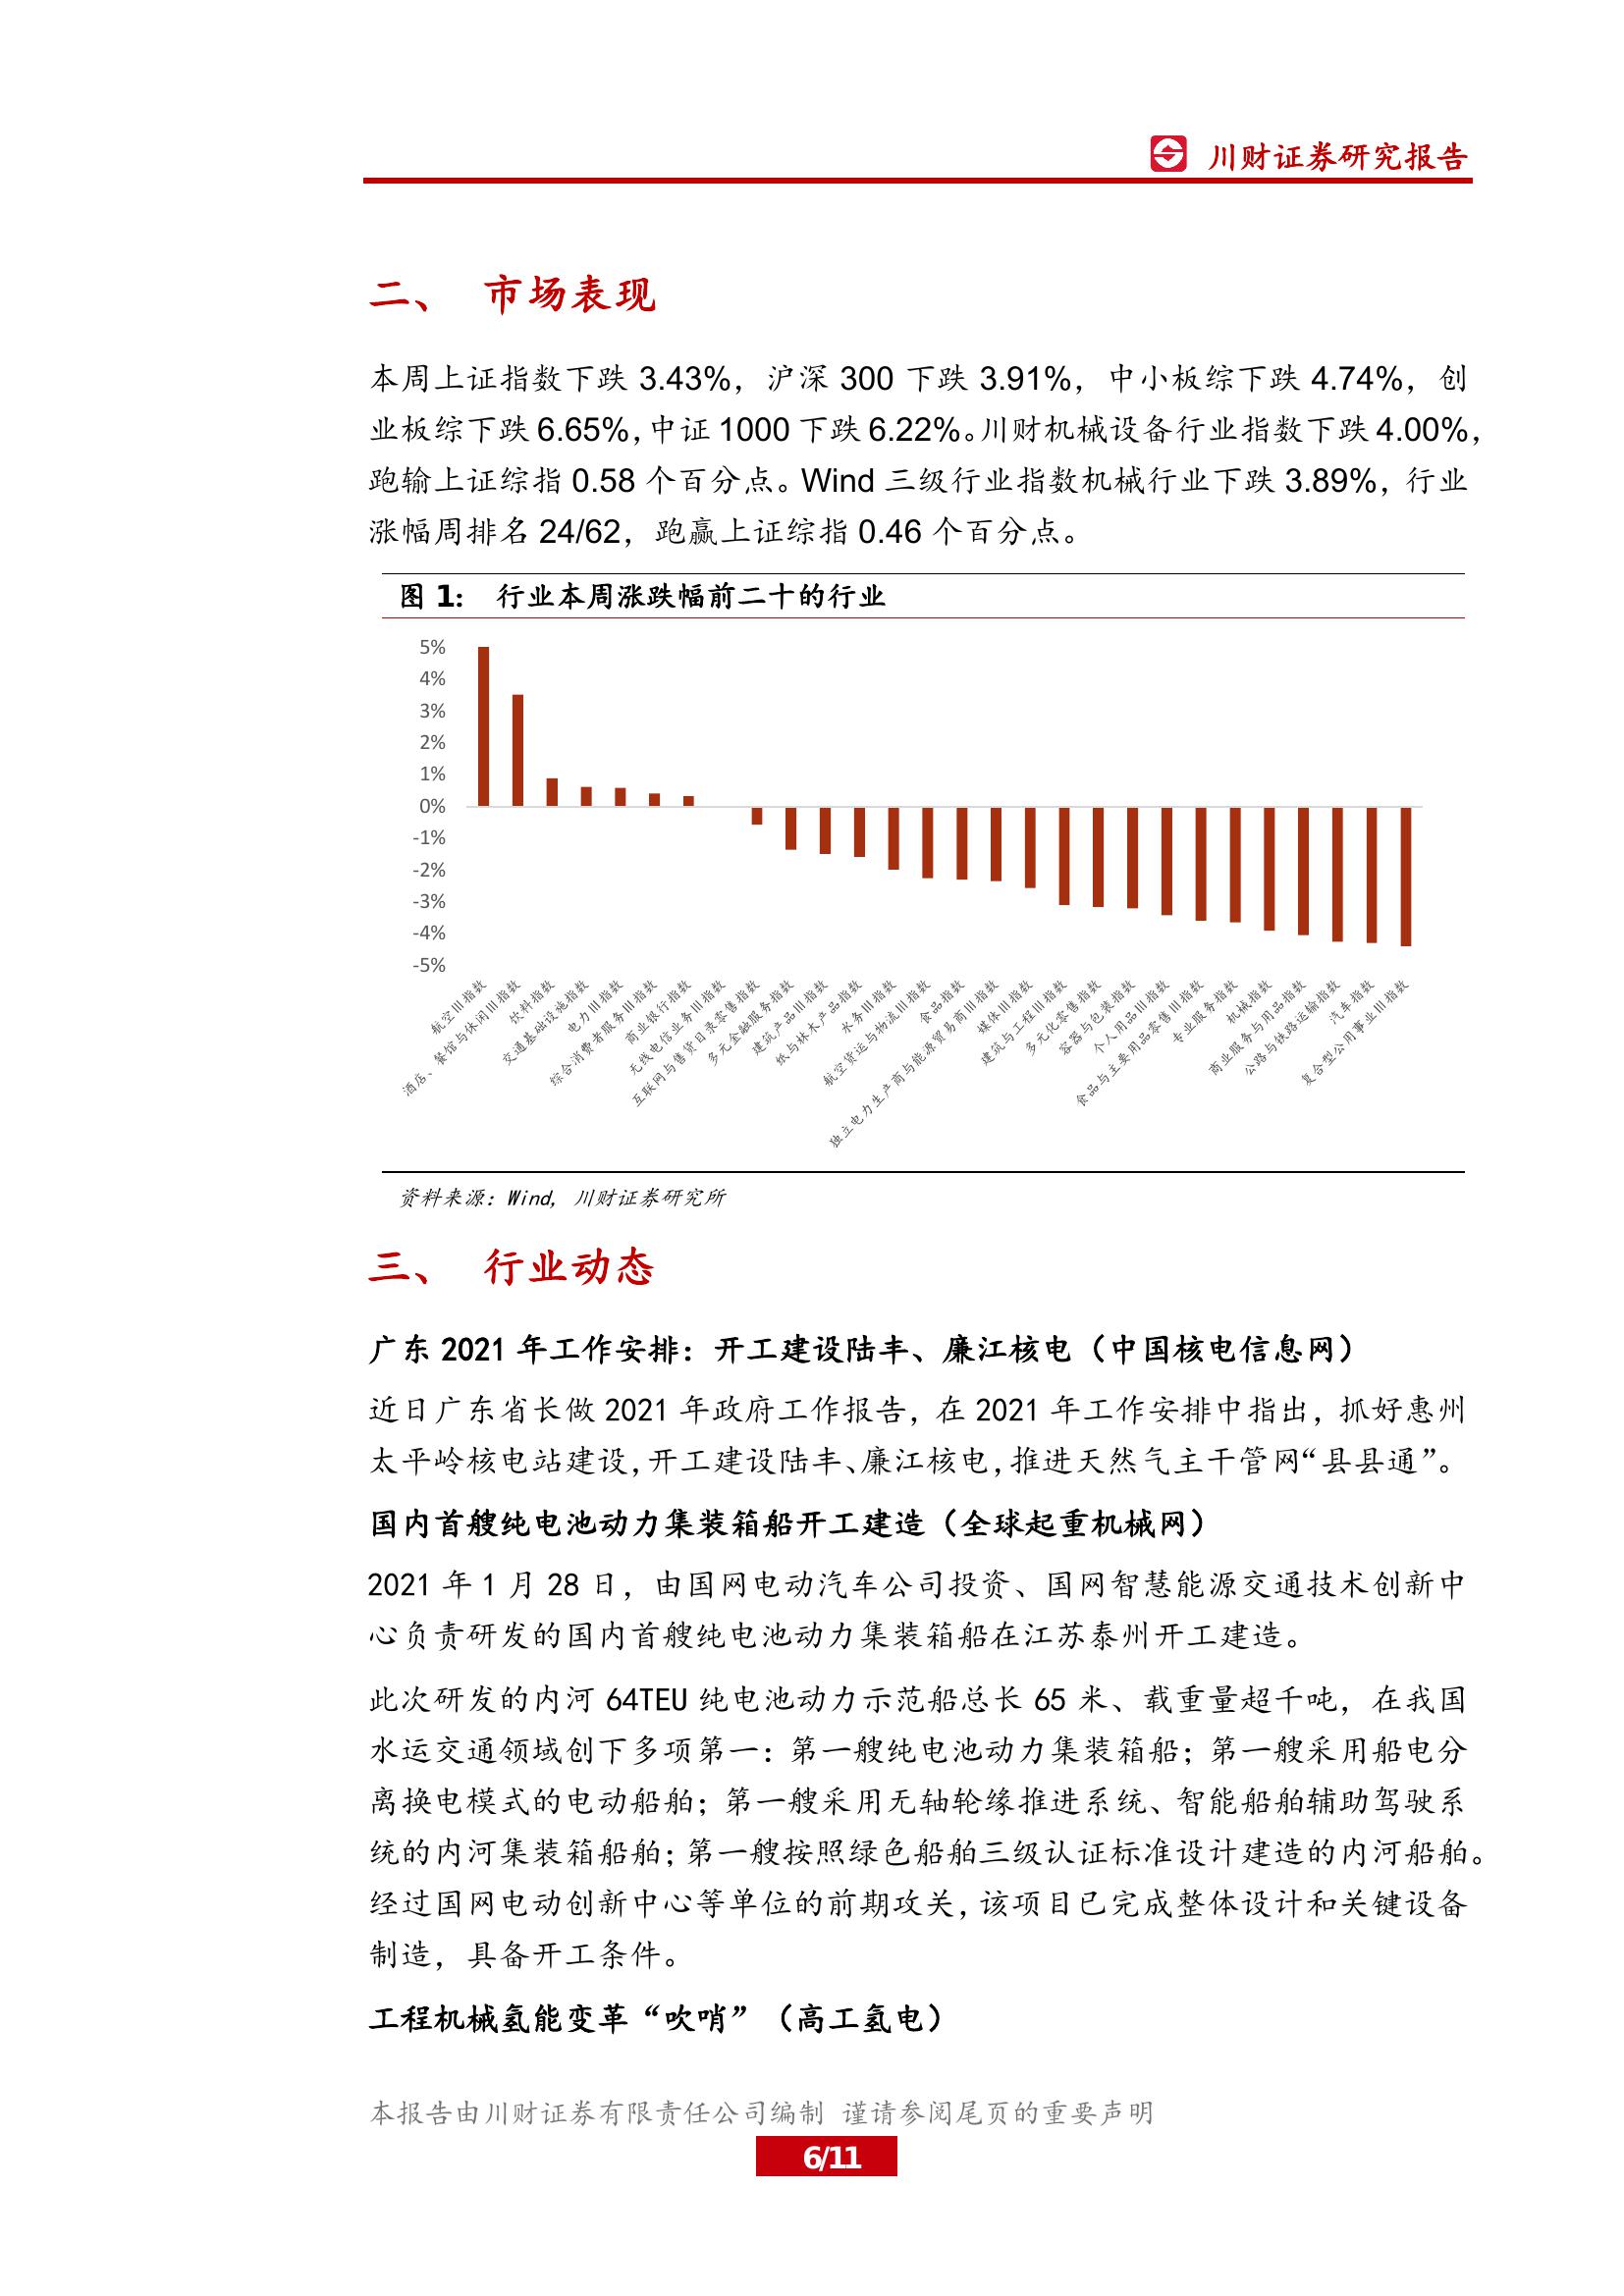 川财证券研究报告
二、 市场表现
本周上证指数下跌 3.43%，沪深 300 下跌 3.91%，中小板综下跌 4.74%，创
业板综下跌 6.65%，中证 1000 下跌 6.22%。川财机械设备行业指数下跌 4.00%，
跑输上证综指 0.58 个百分点。Wind 三级行业指数机械行业下跌 3.89%，行业
涨幅周排名 24/62，跑赢上证综指 0.46 个百分点。
图 1： 行业本周涨跌幅前二十的行业
5%
4%
3%
2%
1%
0%
-1%
-2%
-3%
-4%
-5%
航空Ⅲ指数
酒店、餐馆与休闲Ⅲ指数
饮料指数
交通基础设施指数
电力Ⅲ指数
综合消费者服务Ⅲ指数
商业银行指数
无线电信业务Ⅲ指数
互联网与售货目录零售指数
多元金融服务指数
建筑产品Ⅲ指数
纸与林木产品指数
水务Ⅲ指数
航空货运与物流Ⅲ指数
食品指数
独立电力生产商与能源贸易商Ⅲ指数
媒体Ⅲ指数
建筑与工程Ⅲ指数
多元化零售指数
容器与包装指数
个人用品Ⅲ指数
食品与主要用品零售Ⅲ指数
专业服务指数
机械指数
商业服务与用品指数
公路与铁路运输指数
汽车指数
复合型公用事业Ⅲ指数
资料来源：Wind, 川财证券研究所
三、 行业动态
广东 2021 年工作安排：开工建设陆丰、廉江核电（中国核电信息网）
近日广东省长做 2021 年政府工作报告，在 2021 年工作安排中指出，抓好惠州
太平岭核电站建设，开工建设陆丰、廉江核电，推进天然气主干管网“县县通”。
国内首艘纯电池动力集装箱船开工建造（全球起重机械网）
2021 年 1 月 28 日，由国网电动汽车公司投资、国网智慧能源交通技术创新中
心负责研发的国内首艘纯电池动力集装箱船在江苏泰州开工建造。
此次研发的内河 64TEU 纯电池动力示范船总长 65 米、载重量超千吨，在我国
水运交通领域创下多项第一：第一艘纯电池动力集装箱船；第一艘采用船电分
离换电模式的电动船舶；第一艘采用无轴轮缘推进系统、智能船舶辅助驾驶系
统的内河集装箱船舶；第一艘按照绿色船舶三级认证标准设计建造的内河船舶。
经过国网电动创新中心等单位的前期攻关，该项目已完成整体设计和关键设备
制造，具备开工条件。
工程机械氢能变革“吹哨”（高工氢电）
本报告由川财证券有限责任公司编制 谨请参阅尾页的重要声明
6/11